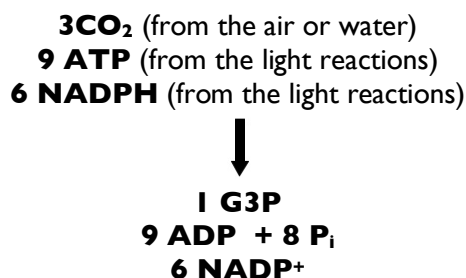 3CO₂ (from the air or water)
9 ATP (from the light reactions)
6 NADPH (from the light reactions)
1 G3P
9 ADP + 8 Pᵢ
6 NADP⁺